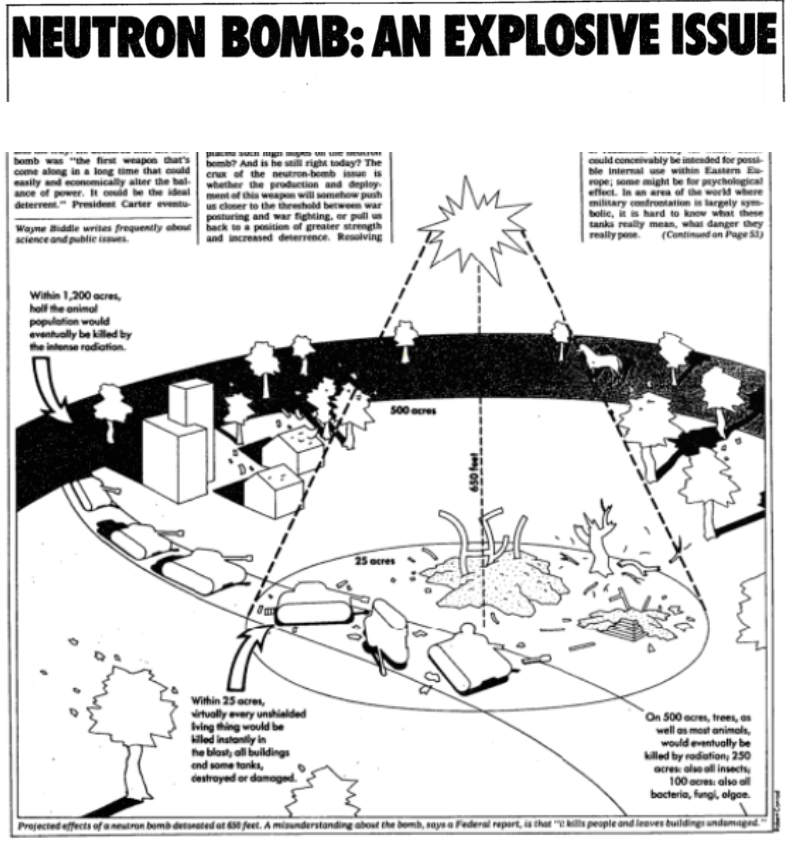 NEUTRON BOMB: AN EXPLOSIVE ISSUE
bomb was "the first weapon that's
come along in a long time that could
easily and economically alter the bal-
ance of power. It could be the ideal
deterrent." President Carter eventu-
Wayne Biddle writes frequently about
science and public issues.
placed such high hopes on the neutron
bomb? And is he still right today? The
crux of the neutron-bomb issue is
whether the production and deploy-
ment of this weapon will somehow push
us closer to the threshold between war
posturing and war fighting, or pull us
back to a position of greater strength
and increased deterrence. Resolving
could conceivably be intended for possi-
ble internal use within Eastern Eu-
rope; some might be for psychological
effect. In an area of the world where
military confrontation is largely sym-
bolic, it is hard to know what these
tanks really mean, what danger they
really pose. (Continued on Page 53)
Within 1,200 acres,
half the animal
population would
eventually be killed by
the intense radiation.
500 acres
650 feet
25 acres
Within 25 acres,
virtually every unshielded
living thing would be
killed instantly in
the blast; all buildings
and some tanks,
destroyed or damaged.
On 500 acres, trees, as
well as most animals,
would eventually be
killed by radiation; 250
acres: also all insects;
100 acres: also all
bacteria, fungi, algae.
Robert Conrad
Projected effects of a neutron bomb detonated at 650 feet. A misunderstanding about the bomb, says a Federal report, is that "it kills people and leaves buildings undamaged."